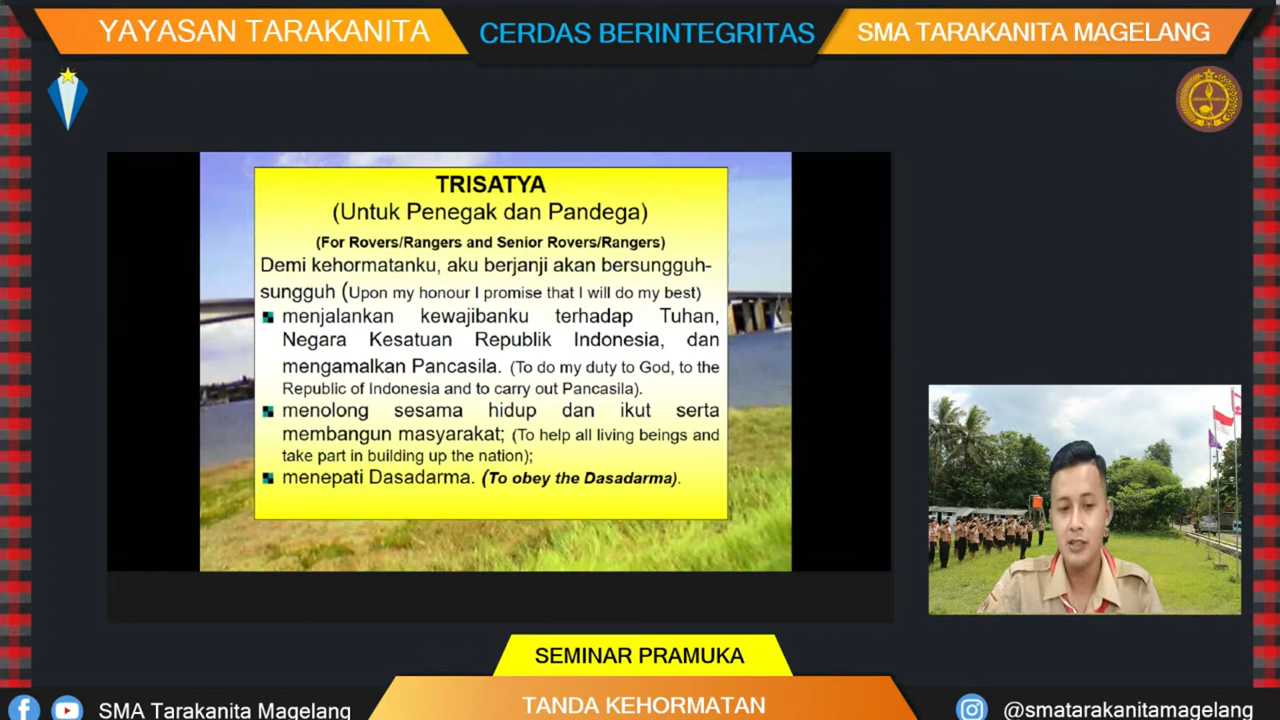 YAYASAN TARAKANITA
CERDAS BERINTEGRITAS
SMA TARAKANITA MAGELANG
TRISATYA
(Untuk Penegak dan Pandega)
(For Rovers/Rangers and Senior Rovers/Rangers)
Demi kehormatanku, aku berjanji akan bersungguh-
sungguh (Upon my honour I promise that I will do my best)
menjalankan kewajibanku terhadap Tuhan,
Negara Kesatuan Republik Indonesia, dan
mengamalkan Pancasila. (To do my duty to God, to the
Republic of Indonesia and to carry out Pancasila).
menolong sesama hidup dan ikut serta
membangun masyarakat; (To help all living beings and
take part in building up the nation);
menepati Dasadarma. (To obey the Dasadarma).
SEMINAR PRAMUKA
TANDA KEHORMATAN
SMA Tarakanita Magelang
@smatarakanitamagelang